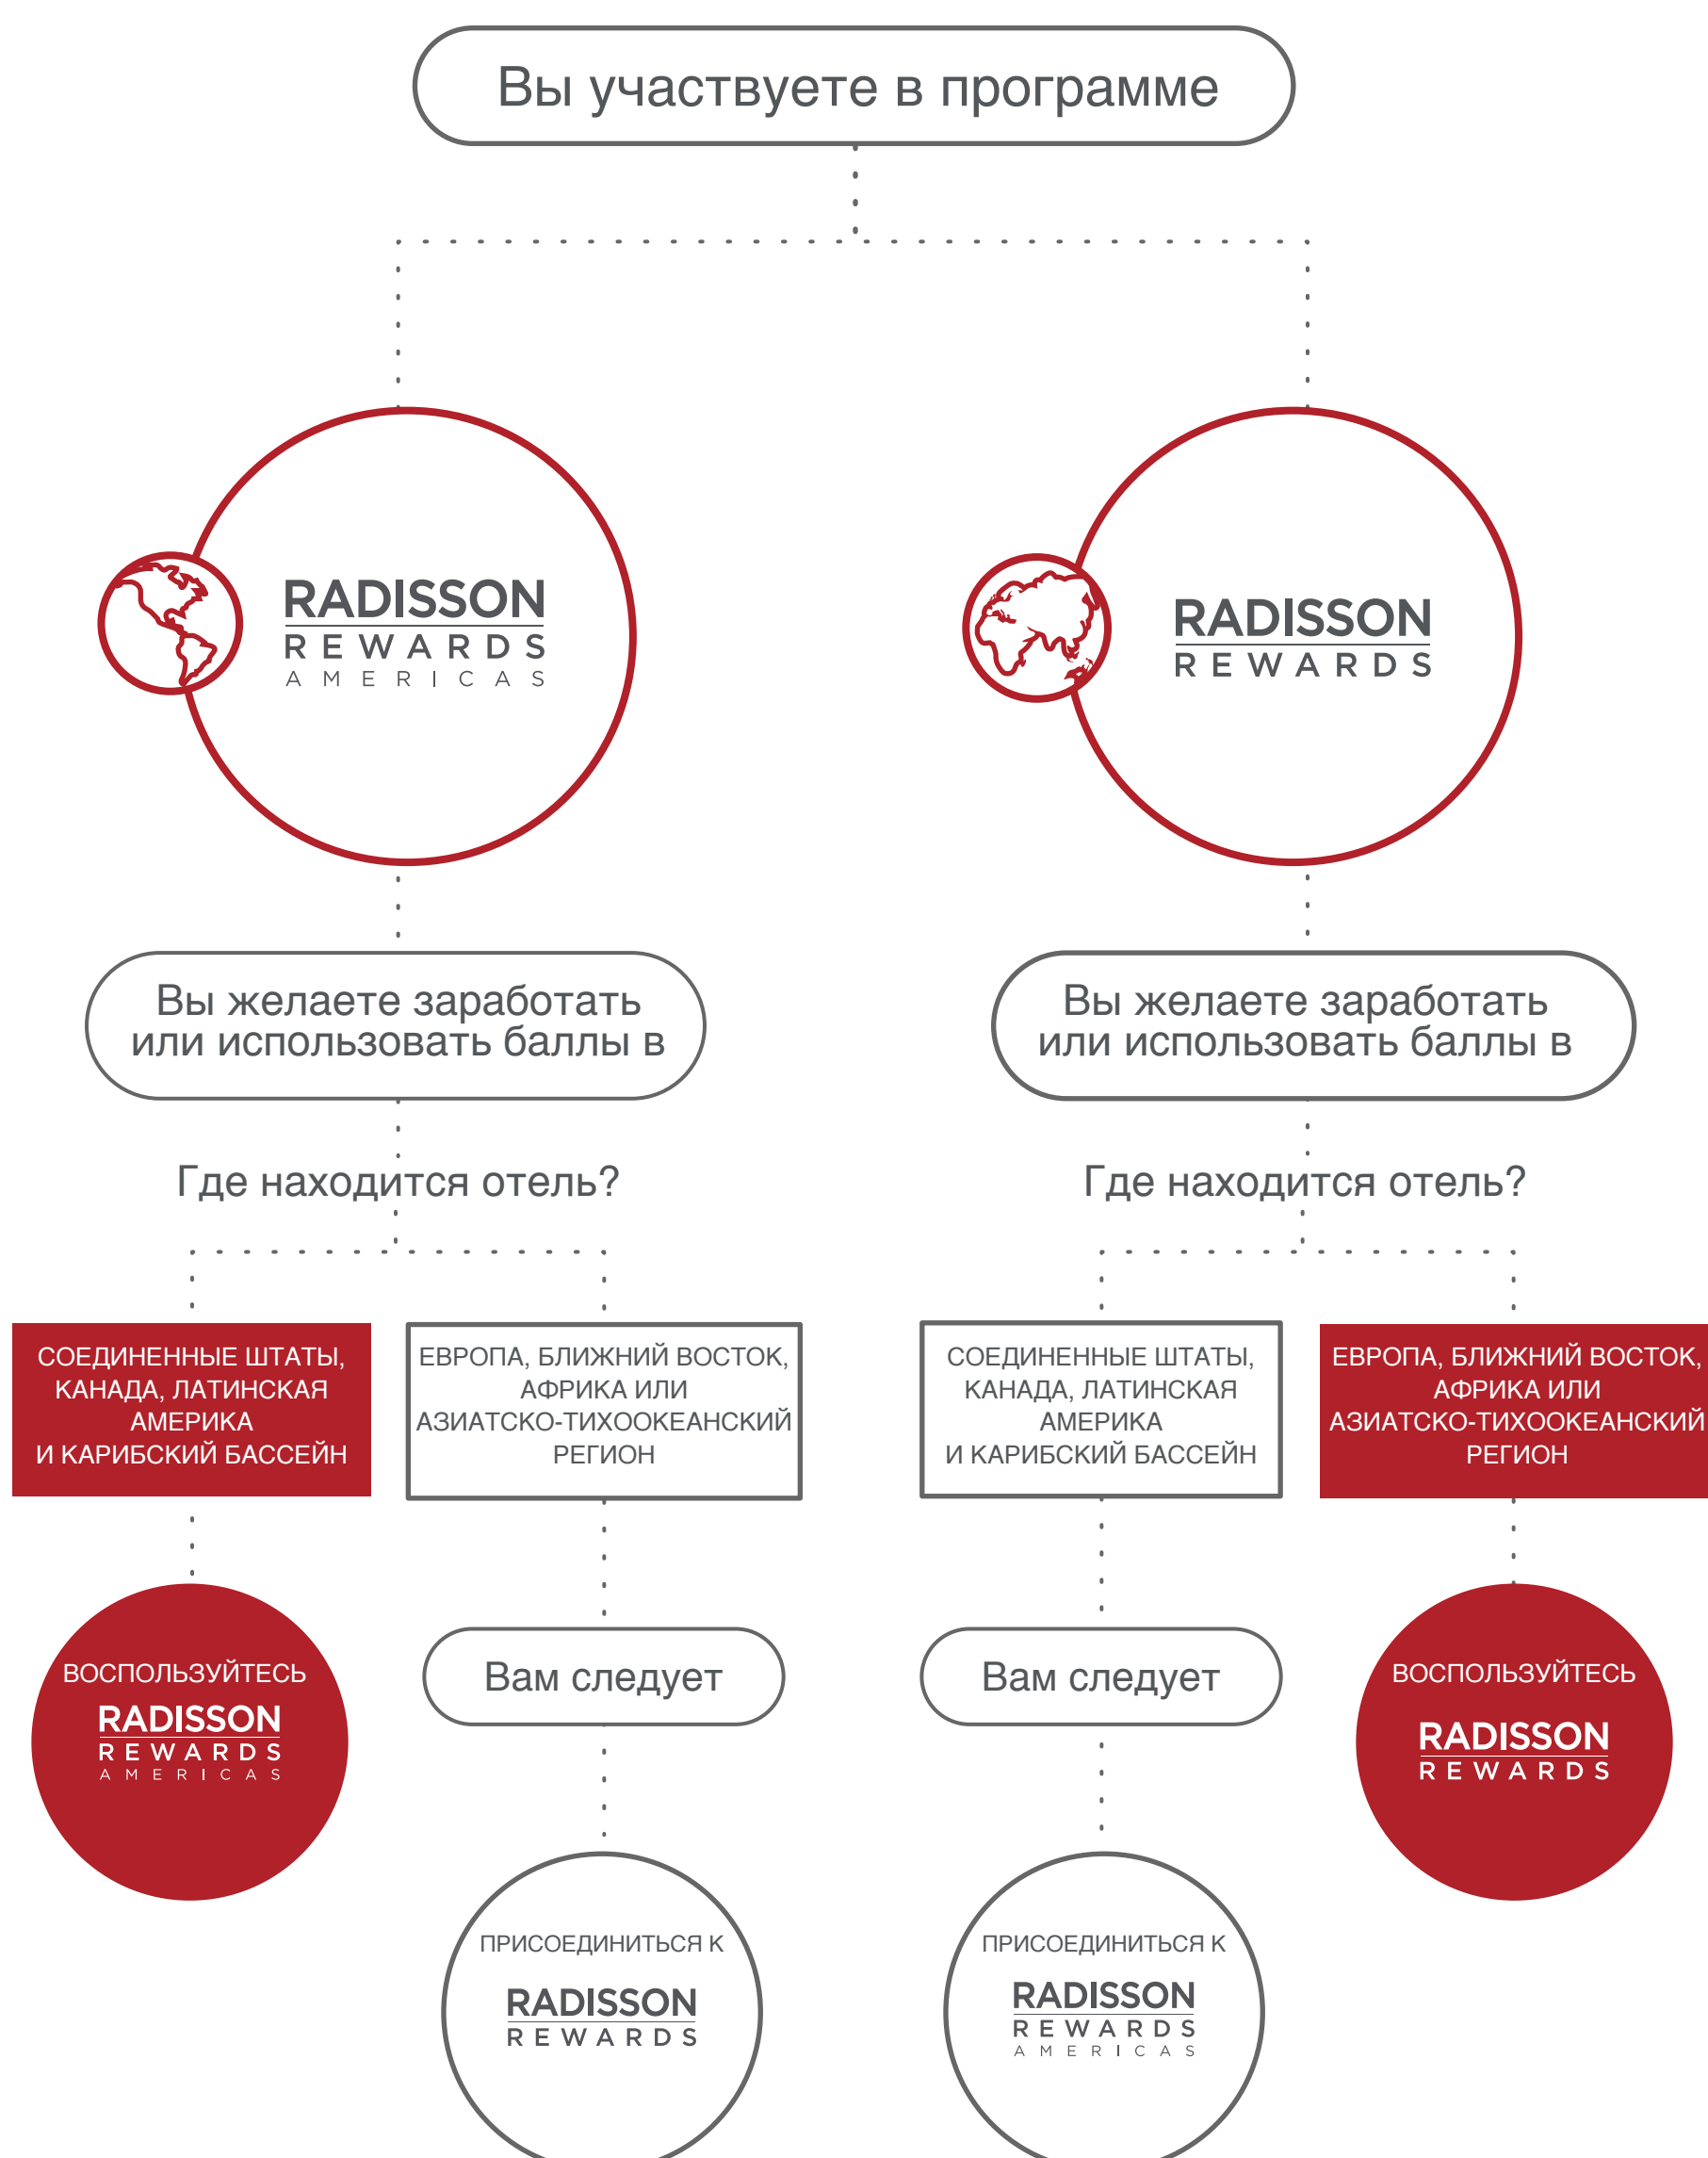 Вы участвуете в программе
RADISSON
REWARDS
AMERICAS
RADISSON
REWARDS
Вы желаете заработать
или использовать баллы в
Вы желаете заработать
или использовать баллы в
Где находится отель?
Где находится отель?
СОЕДИНЕННЫЕ ШТАТЫ,
КАНАДА, ЛАТИНСКАЯ
АМЕРИКА
И КАРИБСКИЙ БАССЕЙН
ЕВРОПА, БЛИЖНИЙ ВОСТОК,
АФРИКА ИЛИ
АЗИАТСКО-ТИХООКЕАНСКИЙ
РЕГИОН
СОЕДИНЕННЫЕ ШТАТЫ,
КАНАДА, ЛАТИНСКАЯ
АМЕРИКА
И КАРИБСКИЙ БАССЕЙН
ЕВРОПА, БЛИЖНИЙ ВОСТОК,
АФРИКА ИЛИ
АЗИАТСКО-ТИХООКЕАНСКИЙ
РЕГИОН
ВОСПОЛЬЗУЙТЕСЬ
RADISSON
REWARDS
AMERICAS
Вам следует
Вам следует
ВОСПОЛЬЗУЙТЕСЬ
RADISSON
REWARDS
ПРИСОЕДИНИТЬСЯ К
RADISSON
REWARDS
ПРИСОЕДИНИТЬСЯ К
RADISSON
REWARDS
AMERICAS